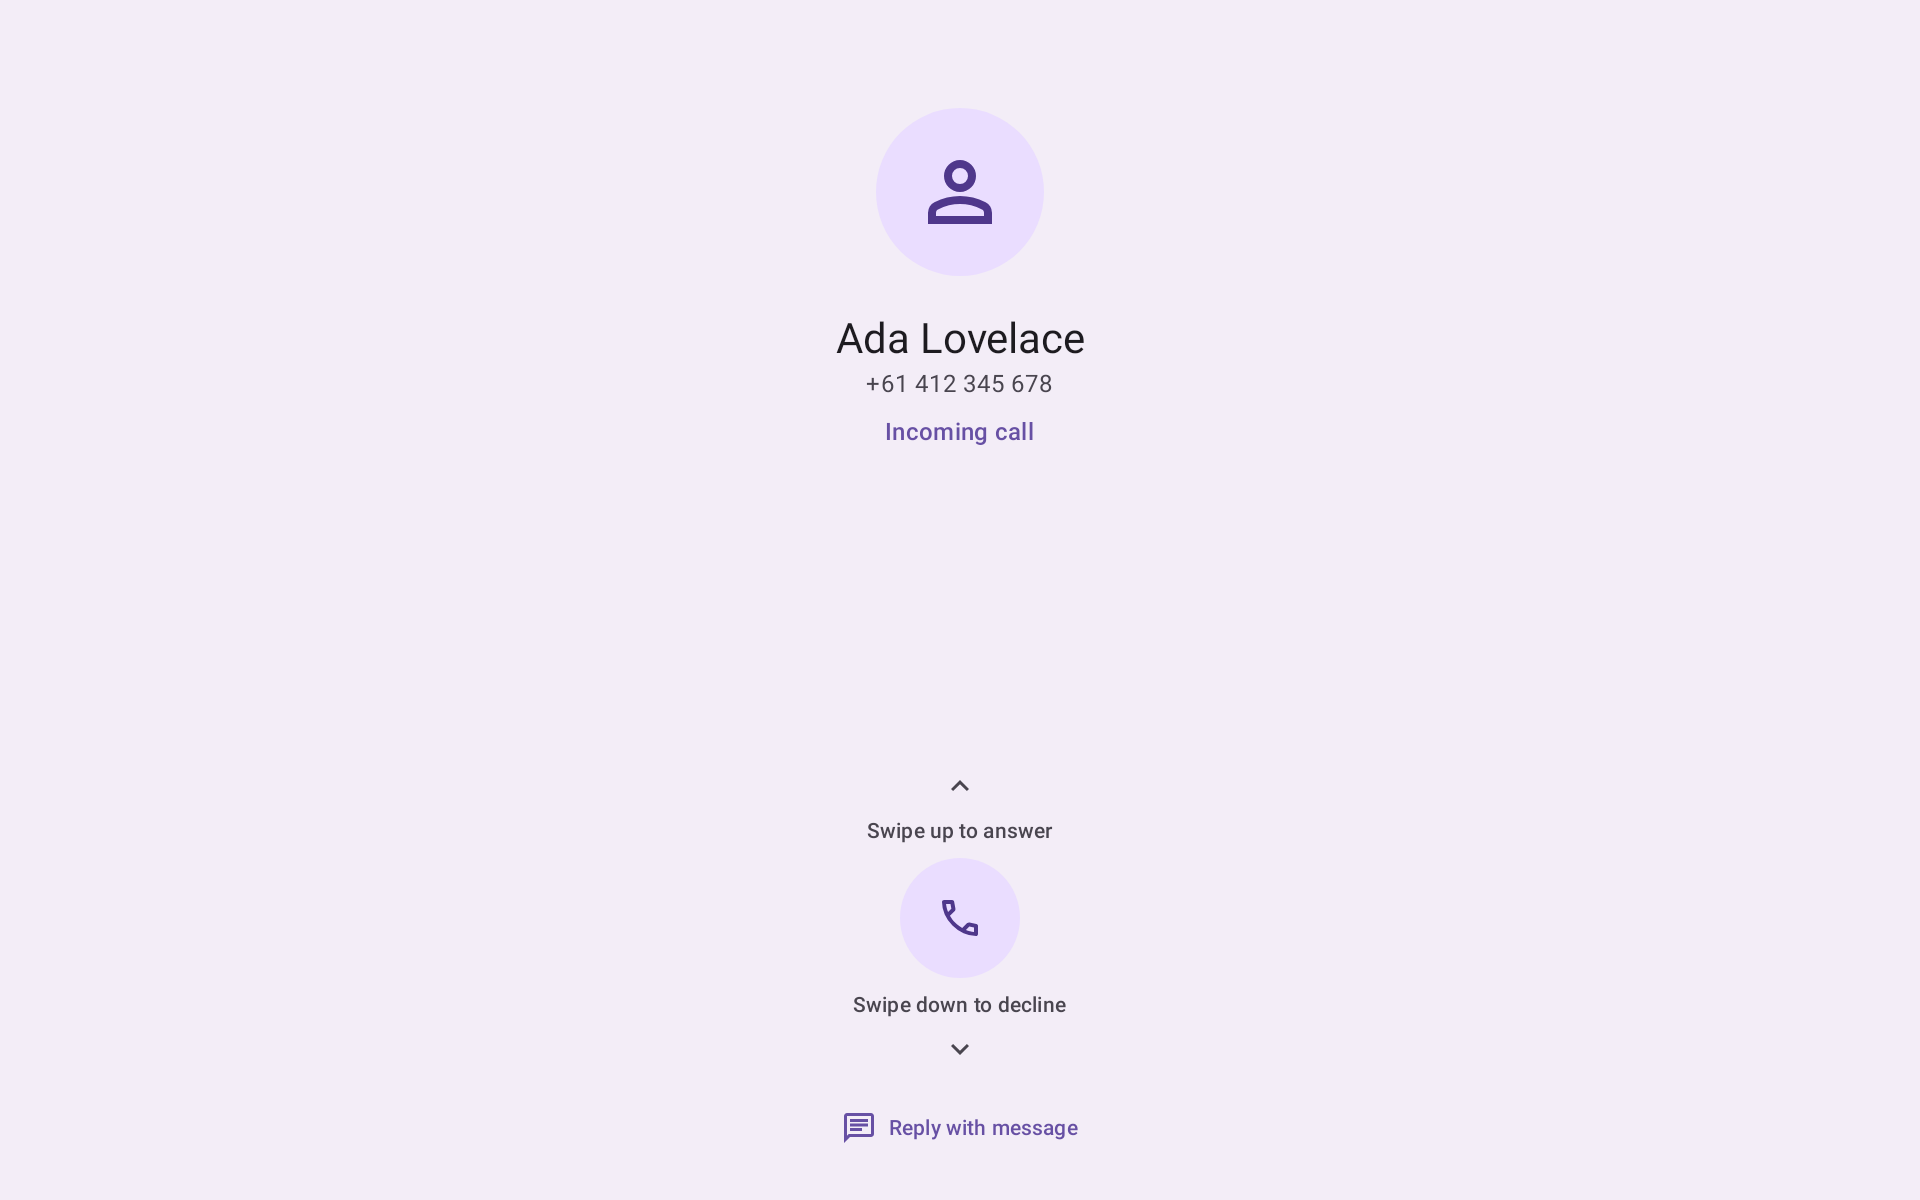 Ada Lovelace
+61 412 345 678
Incoming call
Swipe up to answer
Swipe down to decline
Reply with message